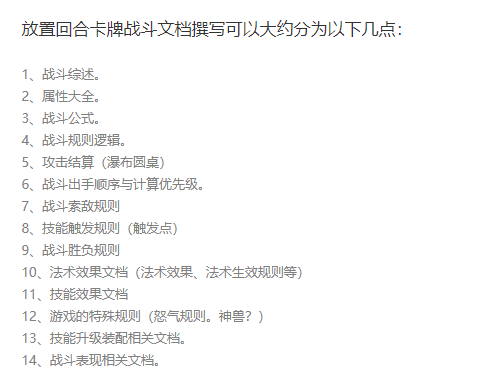 放置回合卡牌战斗文档撰写可以大约分为以下几点：
1、战斗综述。
2、属性大全。
3、战斗公式。
4、战斗规则逻辑。
5、攻击结算（瀑布圆桌）
6、战斗出手顺序与计算优先级。
7、战斗索敌规则
8、技能触发规则（触发点）
9、战斗胜负规则
10、法术效果文档（法术效果、法术生效规则等）
11、技能效果文档
12、游戏的特殊规则（怒气规则。神兽？）
13、技能升级装配相关文档。
14、战斗表现相关文档。